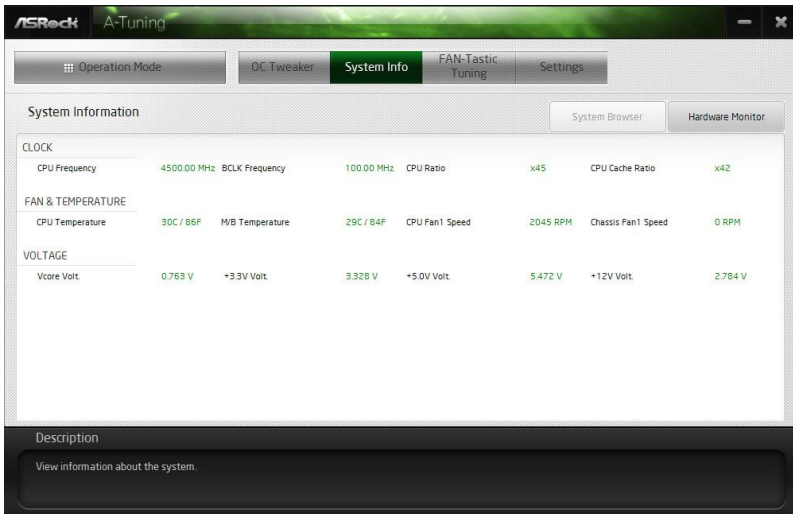 ASRock A-Tuning
Operation Mode OC Tweaker System Info FAN-Tastic Tuning Settings
System Information System Browser Hardware Monitor
CLOCK
CPU Frequency 4500.00 MHz BCLK Frequency 100.00 MHz CPU Ratio x45 CPU Cache Ratio x42
FAN & TEMPERATURE
CPU Temperature 30C / 86F M/B Temperature 29C / 84F CPU Fan1 Speed 2045 RPM Chassis Fan1 Speed 0 RPM
VOLTAGE
Vcore Volt. 0.763 V +3.3V Volt. 3.328 V +5.0V Volt. 5.472 V +12V Volt. 2.784 V
Description
View information about the system.